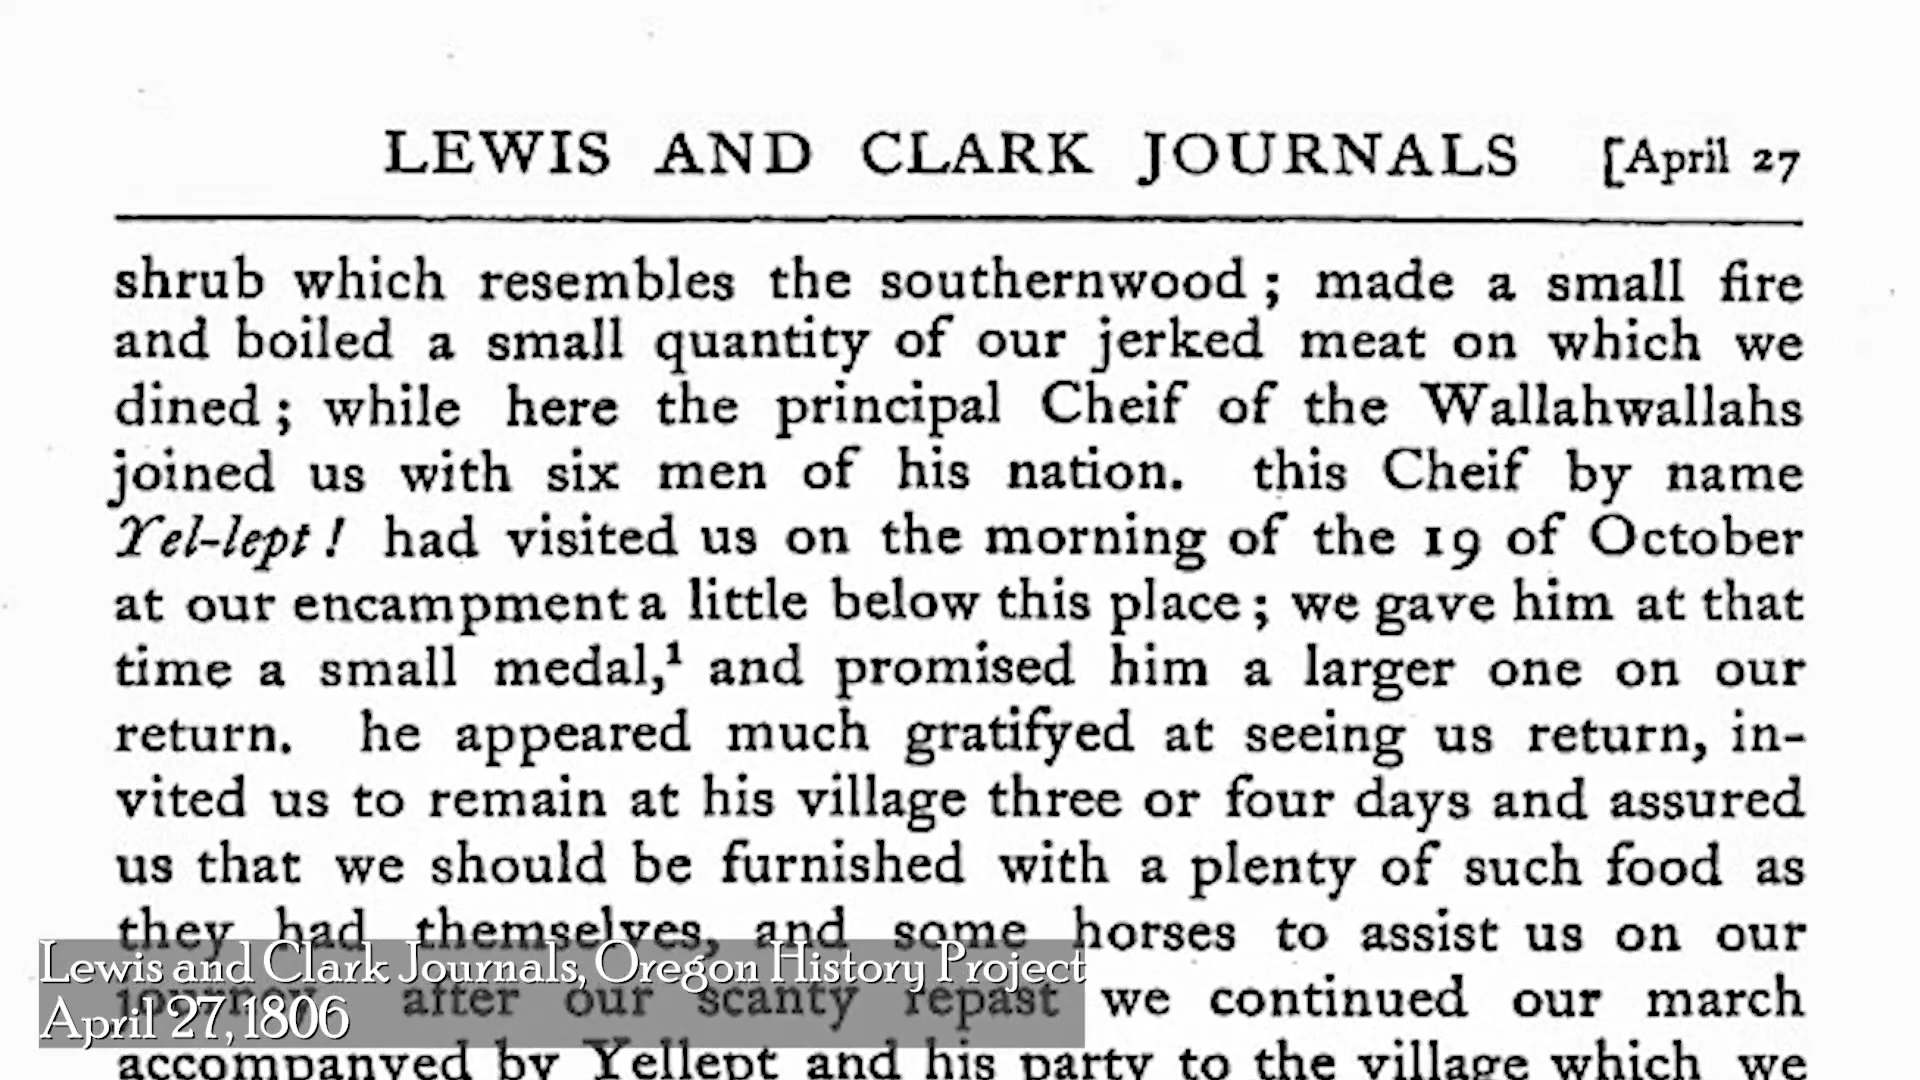 LEWIS AND CLARK JOURNALS [April 27
shrub which resembles the southernwood; made a small fire
and boiled a small quantity of our jerked meat on which we
dined; while here the principal Cheif of the Wallahwallahs
joined us with six men of his nation. this Cheif by name
Yel-lept! had visited us on the morning of the 19 of October
at our encampment a little below this place; we gave him at that
time a small medal,¹ and promised him a larger one on our
return. he appeared much gratifyed at seeing us return, in-
vited us to remain at his village three or four days and assured
us that we should be furnished with a plenty of such food as
they had themselves, and some horses to assist us on our
journey after our scanty repast we continued our march
accompanyed by Yellept and his party to the village which we
Lewis and Clark Journals, Oregon History Project
April 27, 1806